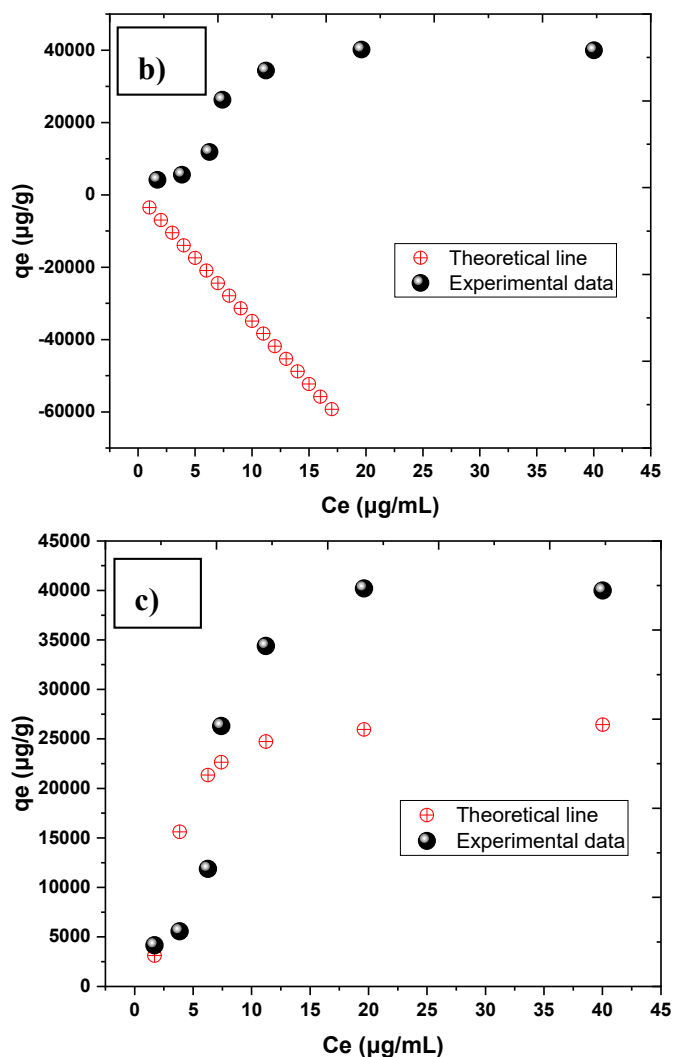 b)
40000
20000
0
-20000
-40000
-60000
qe (µg/g)
Theoretical line
Experimental data
0 5 10 15 20 25 30 35 40 45
Ce (µg/mL)
c)
45000
40000
35000
30000
25000
20000
15000
10000
5000
0
qe (µg/g)
Theoretical line
Experimental data
0 5 10 15 20 25 30 35 40 45
Ce (µg/mL)